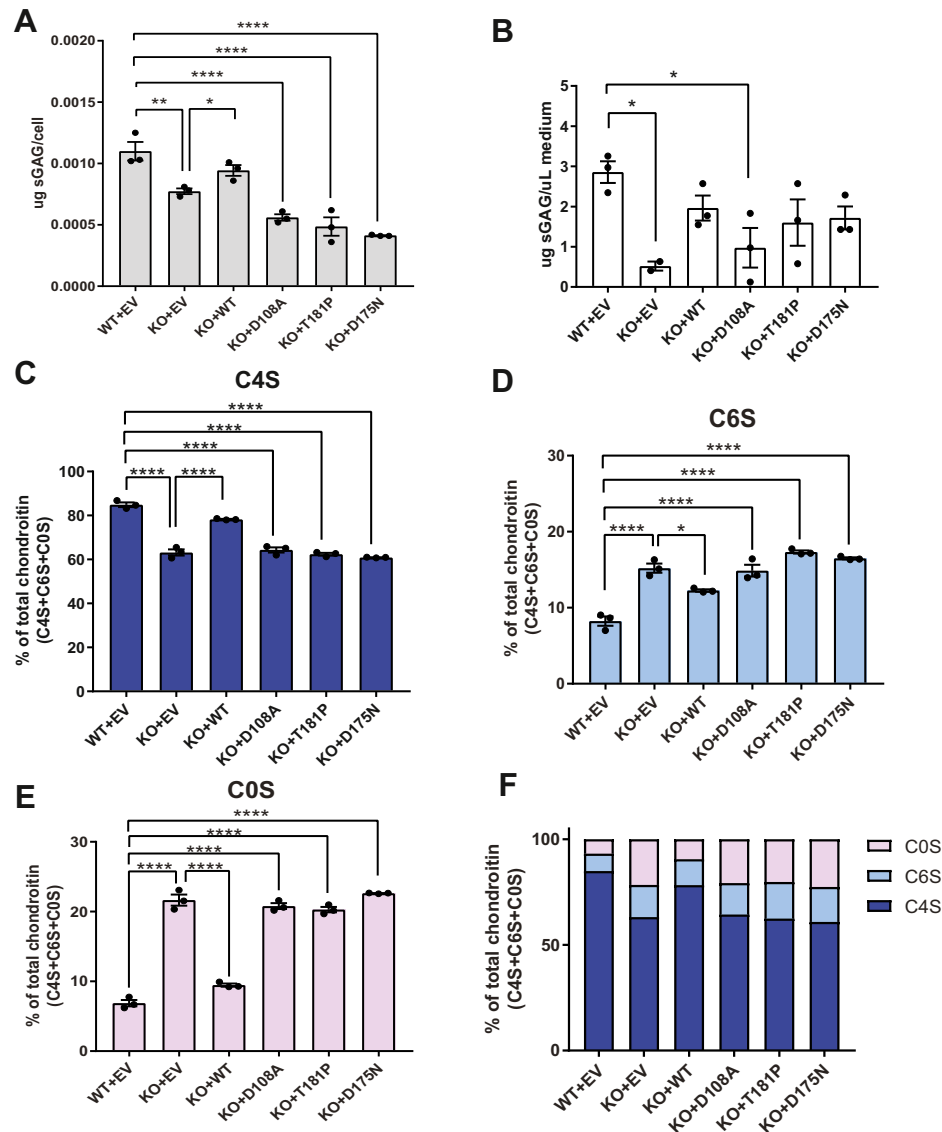 A
ug sGAG/cell
0.0020
0.0015
0.0010
0.0005
0.0000
****
****
****
**
*
WT+EV
KO+EV
KO+WT
KO+D108A
KO+T181P
KO+D175N
B
ug sGAG/uL medium
5
4
3
2
1
0
*
*
WT+EV
KO+EV
KO+WT
KO+D108A
KO+T181P
KO+D175N
C
C4S
% of total chondroitin
(C4S+C6S+C0S)
100
80
60
40
20
0
****
****
****
****
****
WT+EV
KO+EV
KO+WT
KO+D108A
KO+T181P
KO+D175N
D
C6S
% of total chondroitin
(C4S+C6S+C0S)
30
20
10
0
****
****
****
****
*
WT+EV
KO+EV
KO+WT
KO+D108A
KO+T181P
KO+D175N
E
C0S
% of total chondroitin
(C4S+C6S+C0S)
30
20
10
0
****
****
****
****
****
WT+EV
KO+EV
KO+WT
KO+D108A
KO+T181P
KO+D175N
F
% of total chondroitin
(C4S+C6S+C0S)
100
50
0
WT+EV
KO+EV
KO+WT
KO+D108A
KO+T181P
KO+D175N
C0S
C6S
C4S